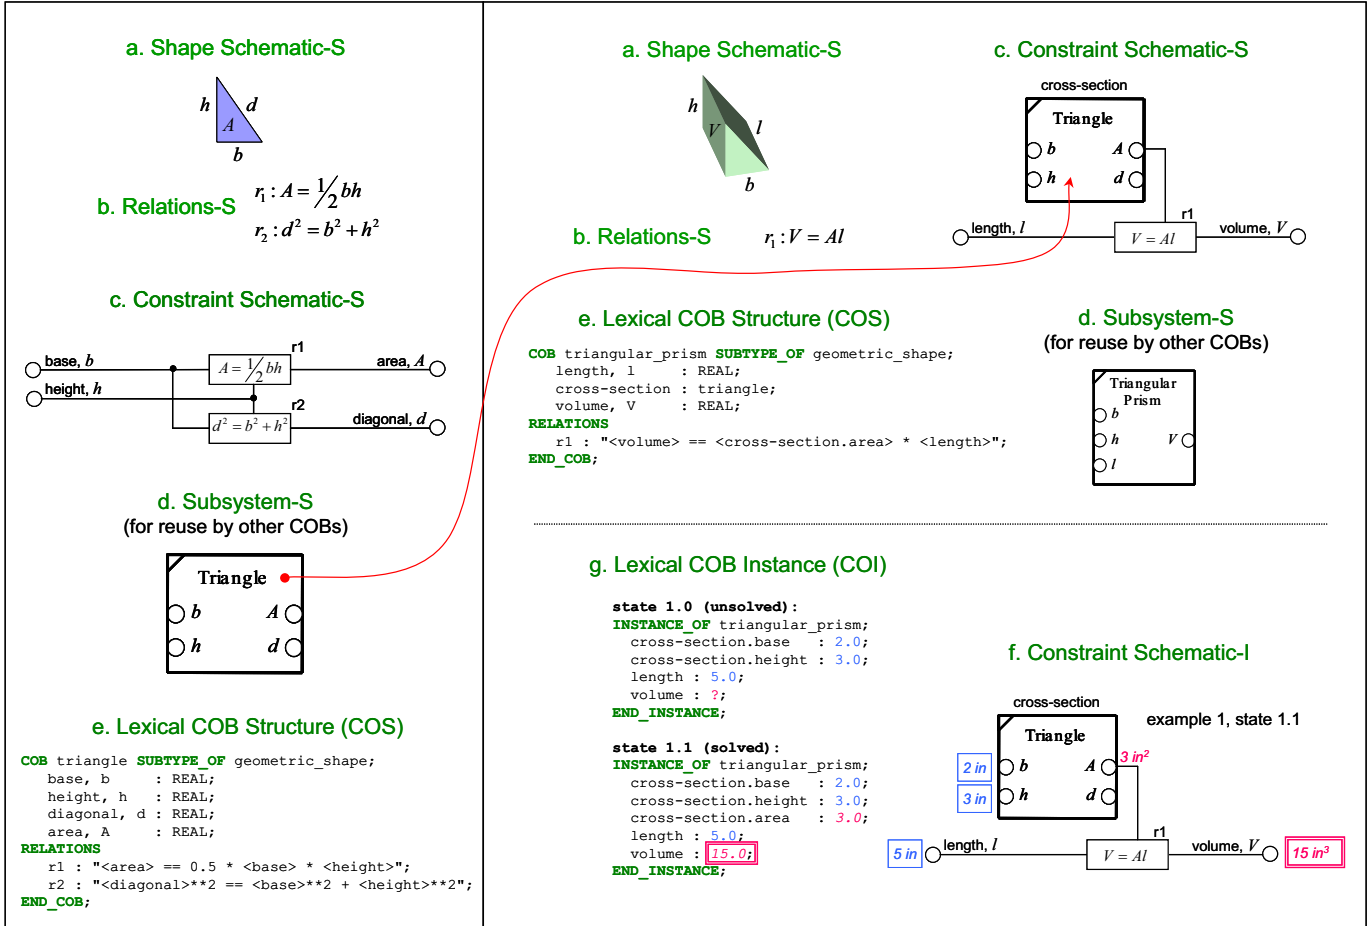 a. Shape Schematic-S
h
d
A
b
b. Relations-S
r1 : A = 1/2 bh
r2 : d² = b² + h²
c. Constraint Schematic-S
r1
base, b
A = 1/2 bh
area, A
height, h
r2
d² = b² + h²
diagonal, d
d. Subsystem-S
(for reuse by other COBs)
Triangle
b
A
h
d
e. Lexical COB Structure (COS)
COB triangle SUBTYPE_OF geometric_shape;
base, b : REAL;
height, h : REAL;
diagonal, d : REAL;
area, A : REAL;
RELATIONS
r1 : "<area> == 0.5 * <base> * <height>";
r2 : "<diagonal>**2 == <base>**2 + <height>**2";
END_COB;
a. Shape Schematic-S
h
V
l
b
b. Relations-S
r1 : V = Al
c. Constraint Schematic-S
cross-section
Triangle
b
A
h
d
r1
length, l
V = Al
volume, V
e. Lexical COB Structure (COS)
COB triangular_prism SUBTYPE_OF geometric_shape;
length, l : REAL;
cross-section : triangle;
volume, V : REAL;
RELATIONS
r1 : "<volume> == <cross-section.area> * <length>";
END_COB;
d. Subsystem-S
(for reuse by other COBs)
Triangular
Prism
b
h
V
l
g. Lexical COB Instance (COI)
state 1.0 (unsolved):
INSTANCE_OF triangular_prism;
cross-section.base : 2.0;
cross-section.height : 3.0;
length : 5.0;
volume : ?;
END_INSTANCE;
state 1.1 (solved):
INSTANCE_OF triangular_prism;
cross-section.base : 2.0;
cross-section.height : 3.0;
cross-section.area : 3.0;
length : 5.0;
volume : 15.0;
END_INSTANCE;
f. Constraint Schematic-I
cross-section
example 1, state 1.1
Triangle
2 in
b
A
3 in²
3 in
h
d
r1
5 in
length, l
V = Al
volume, V
15 in³